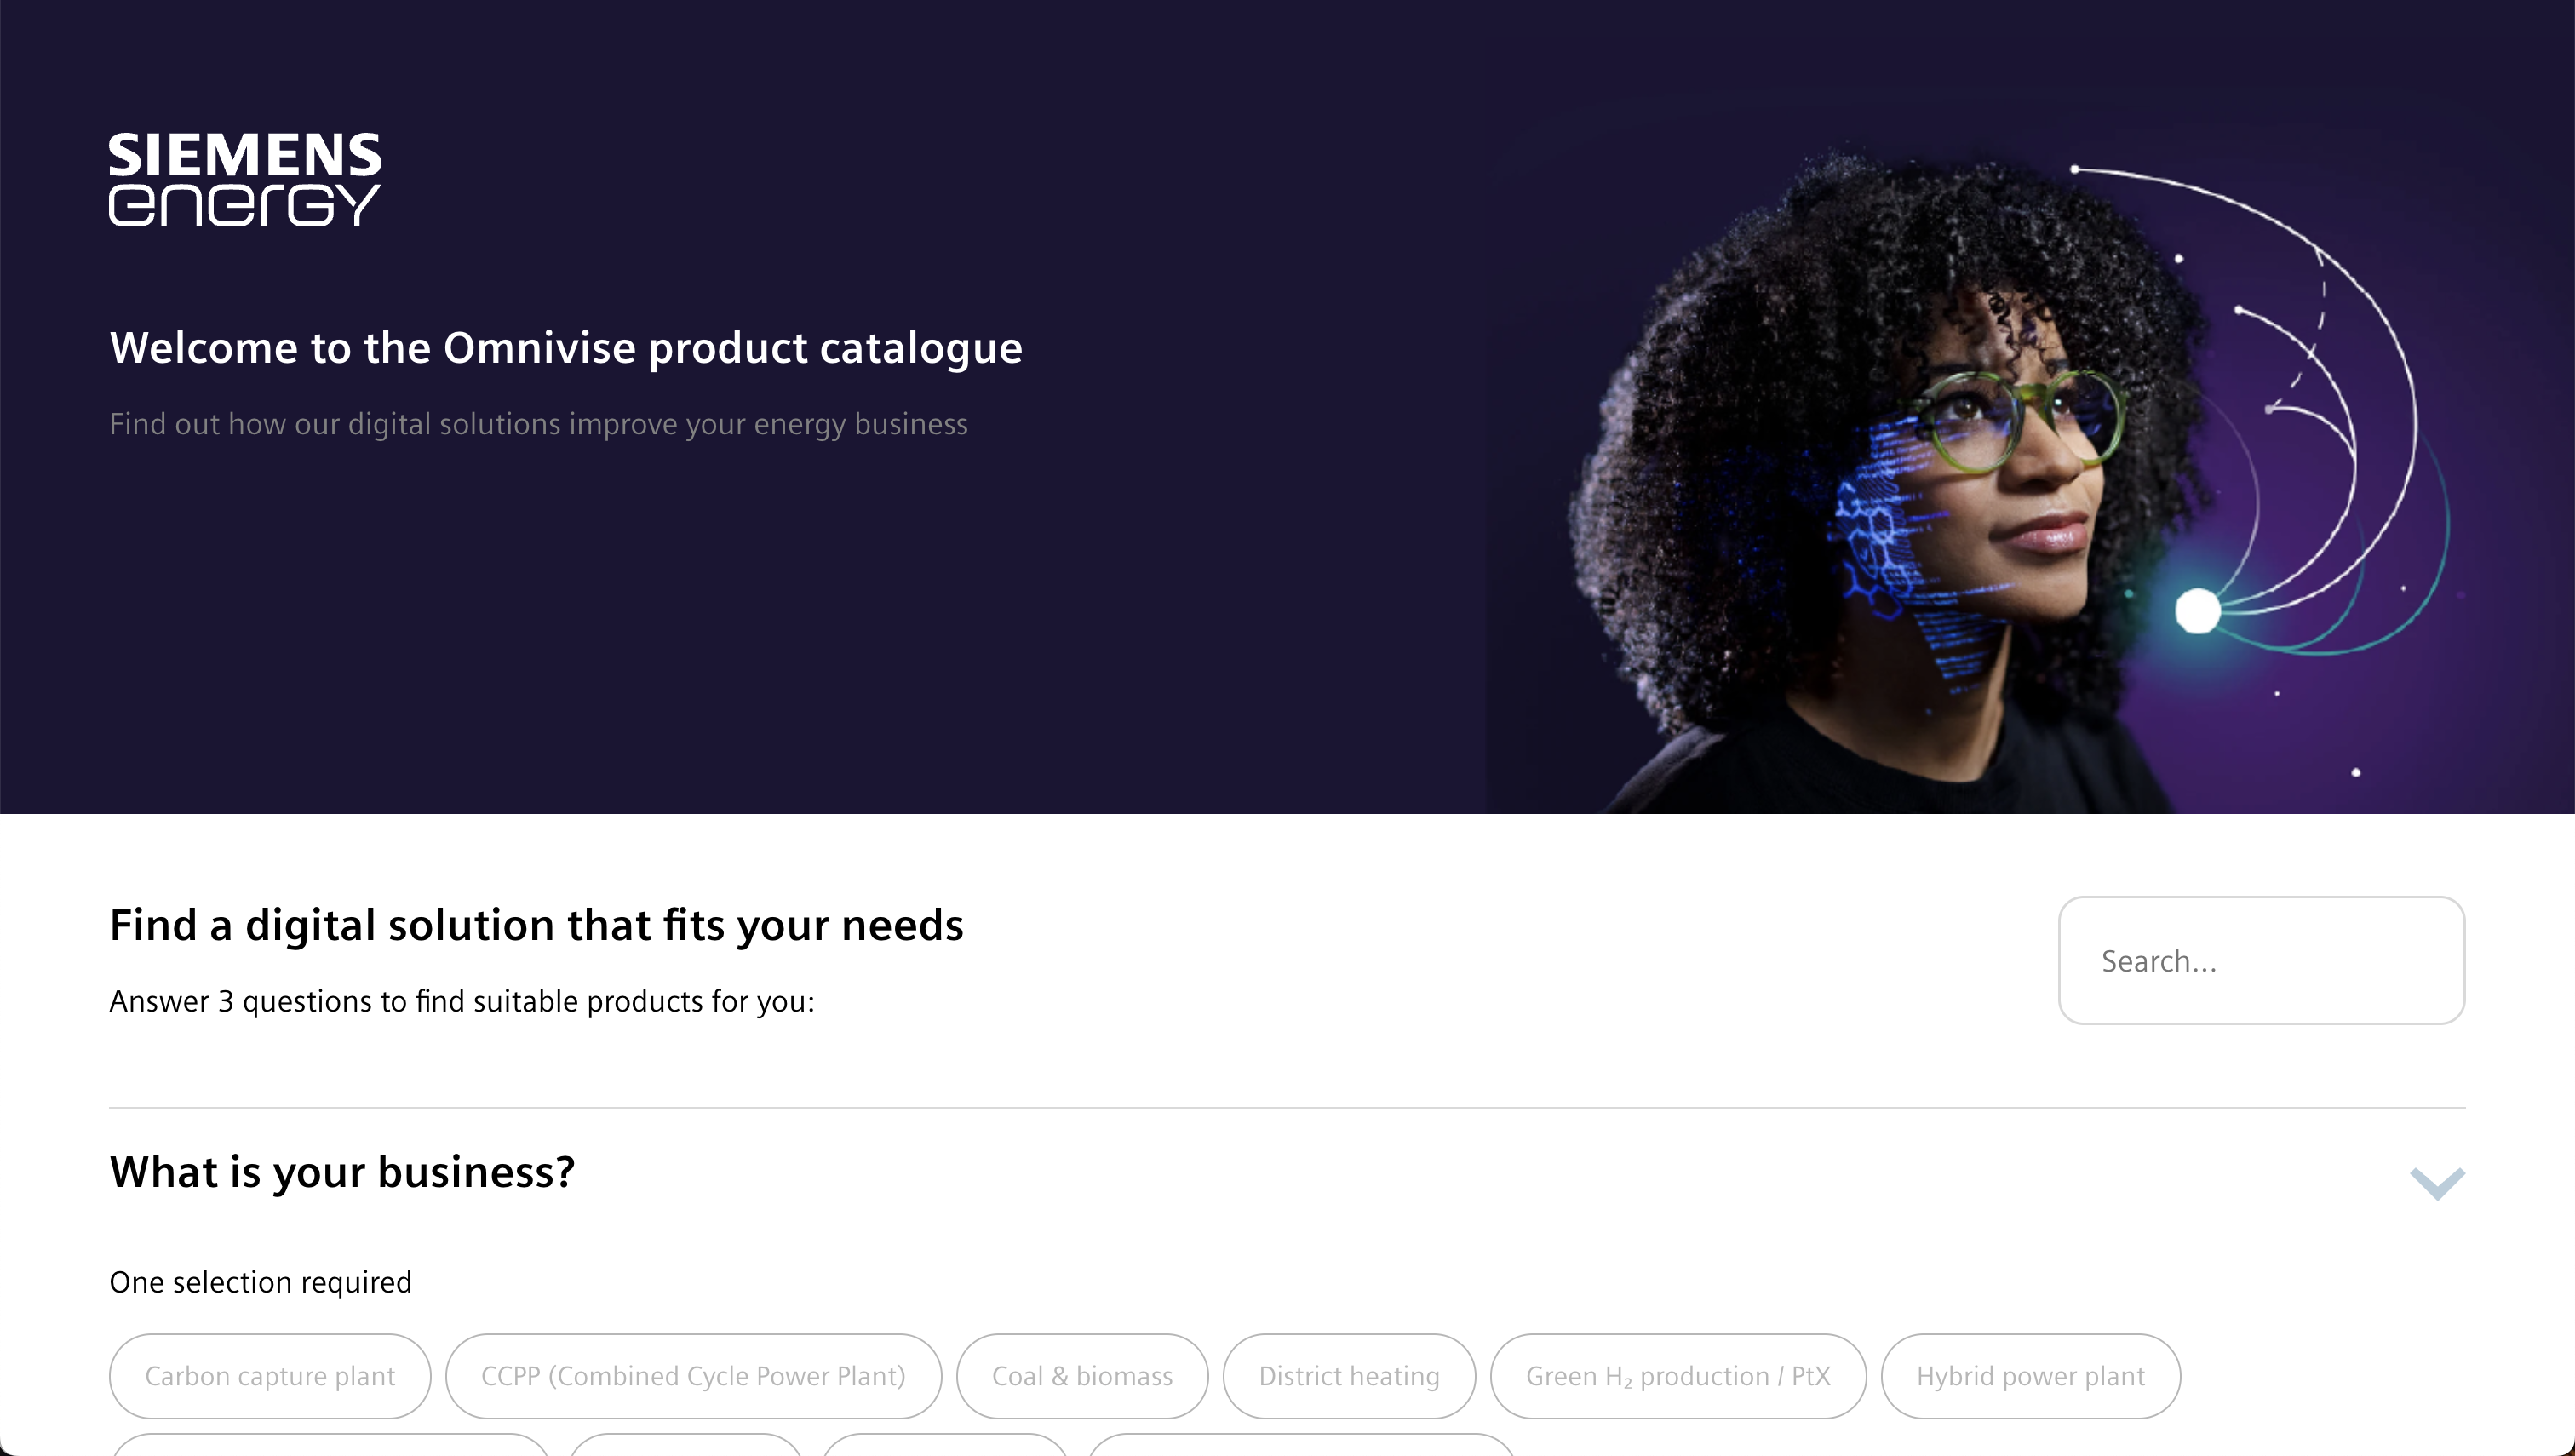 SIEMENS
energy
Welcome to the Omnivise product catalogue
Find out how our digital solutions improve your energy business
Find a digital solution that fits your needs
Search...
Answer 3 questions to find suitable products for you:
What is your business?
One selection required
Carbon capture plant
CCPP (Combined Cycle Power Plant)
Coal & biomass
District heating
Green H₂ production / PtX
Hybrid power plant